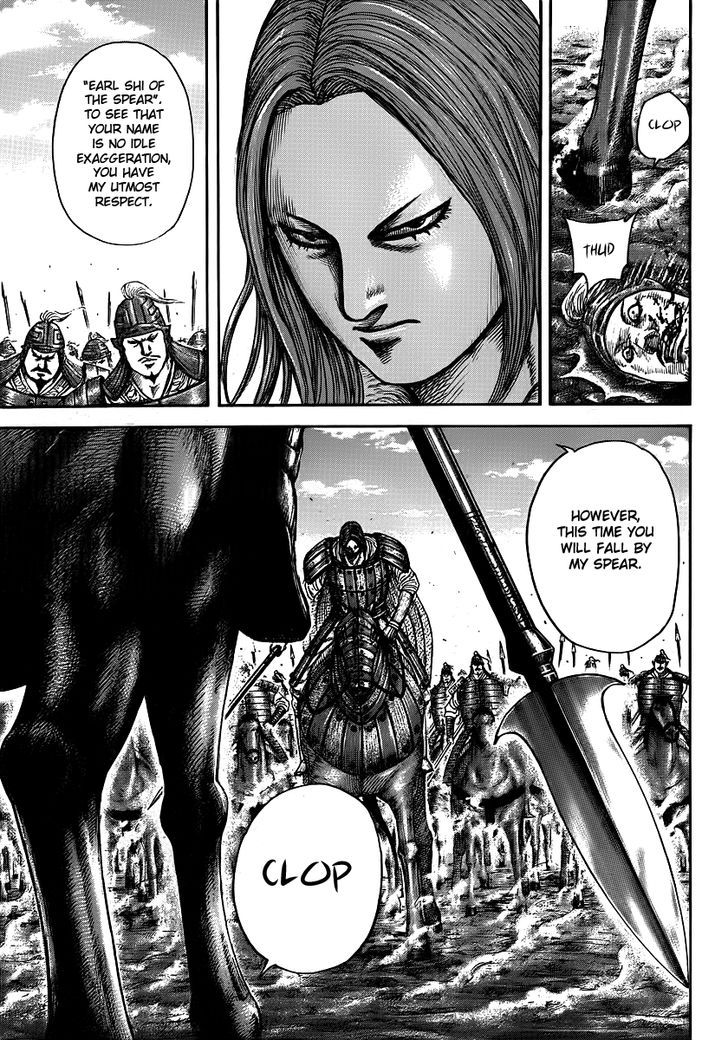 CLOP
THUD
"EARL SHI OF
THE SPEAR".
TO SEE THAT
YOUR NAME
IS NO IDLE
EXAGGERATION,
YOU HAVE
MY UTMOST
RESPECT.
HOWEVER,
THIS TIME YOU
WILL FALL BY
MY SPEAR.
CLOP